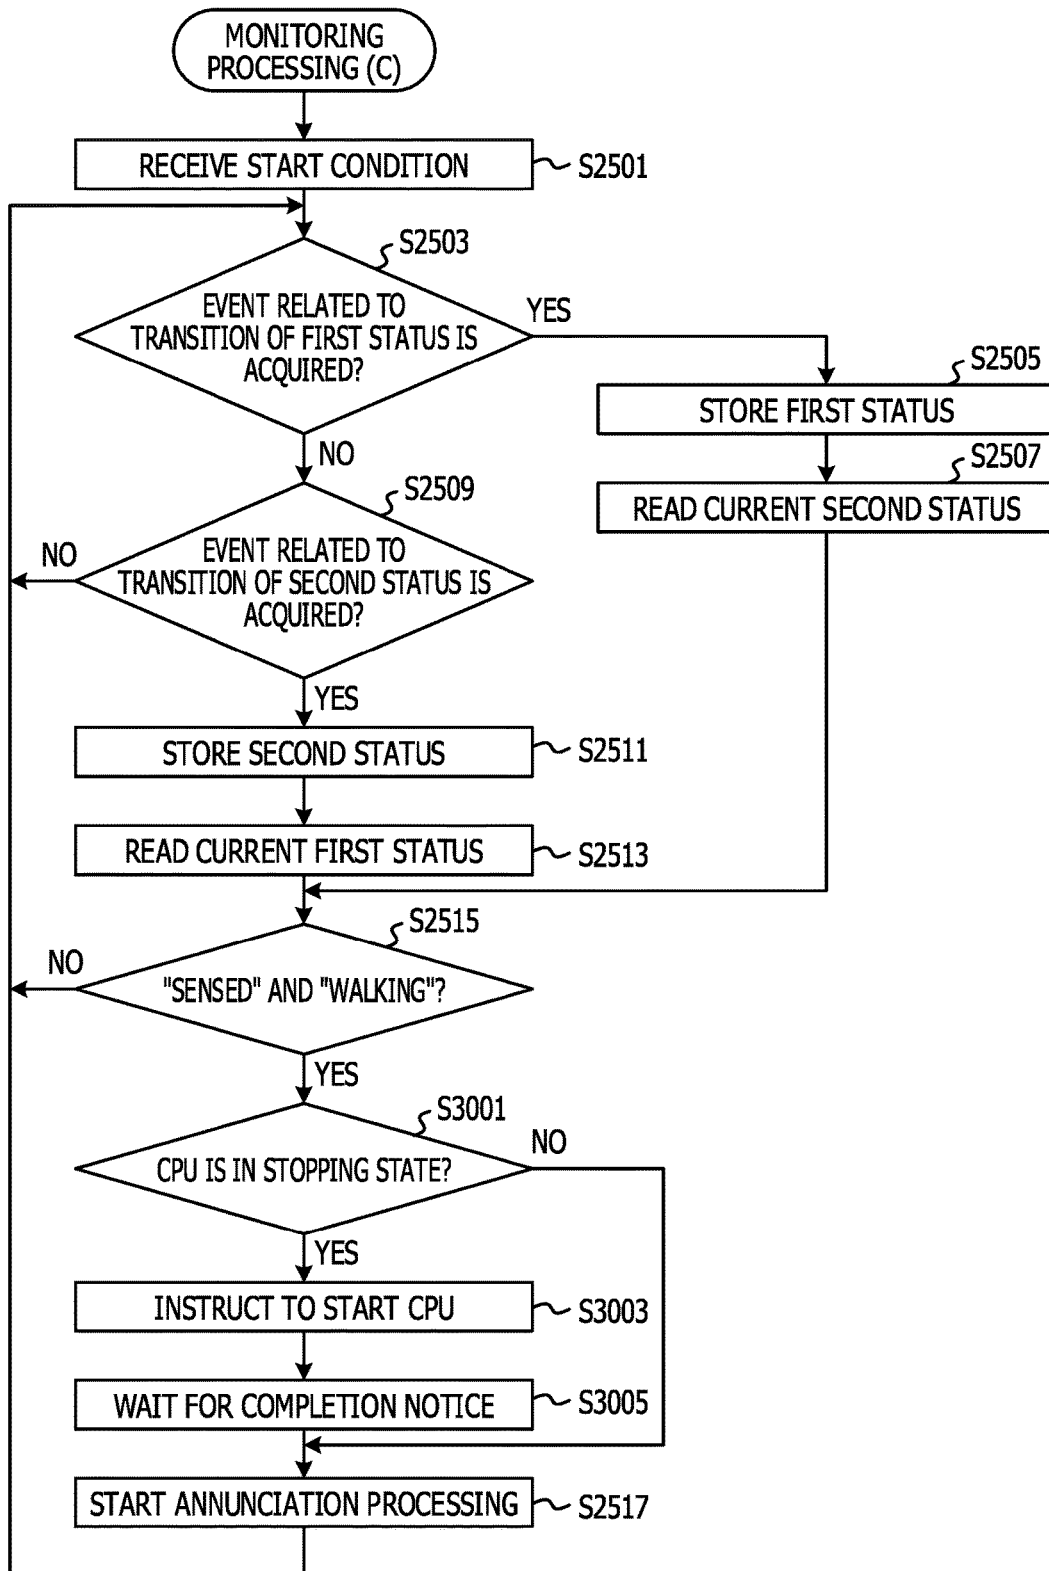 MONITORING
PROCESSING (C)
RECEIVE START CONDITION
S2501
S2503
EVENT RELATED TO
TRANSITION OF FIRST STATUS IS
ACQUIRED?
YES
S2505
STORE FIRST STATUS
NO
S2507
READ CURRENT SECOND STATUS
S2509
NO
EVENT RELATED TO
TRANSITION OF SECOND STATUS IS
ACQUIRED?
YES
STORE SECOND STATUS
S2511
READ CURRENT FIRST STATUS
S2513
S2515
NO
"SENSED" AND "WALKING"?
YES
S3001
NO
CPU IS IN STOPPING STATE?
YES
INSTRUCT TO START CPU
S3003
WAIT FOR COMPLETION NOTICE
S3005
START ANNUNCIATION PROCESSING
S2517